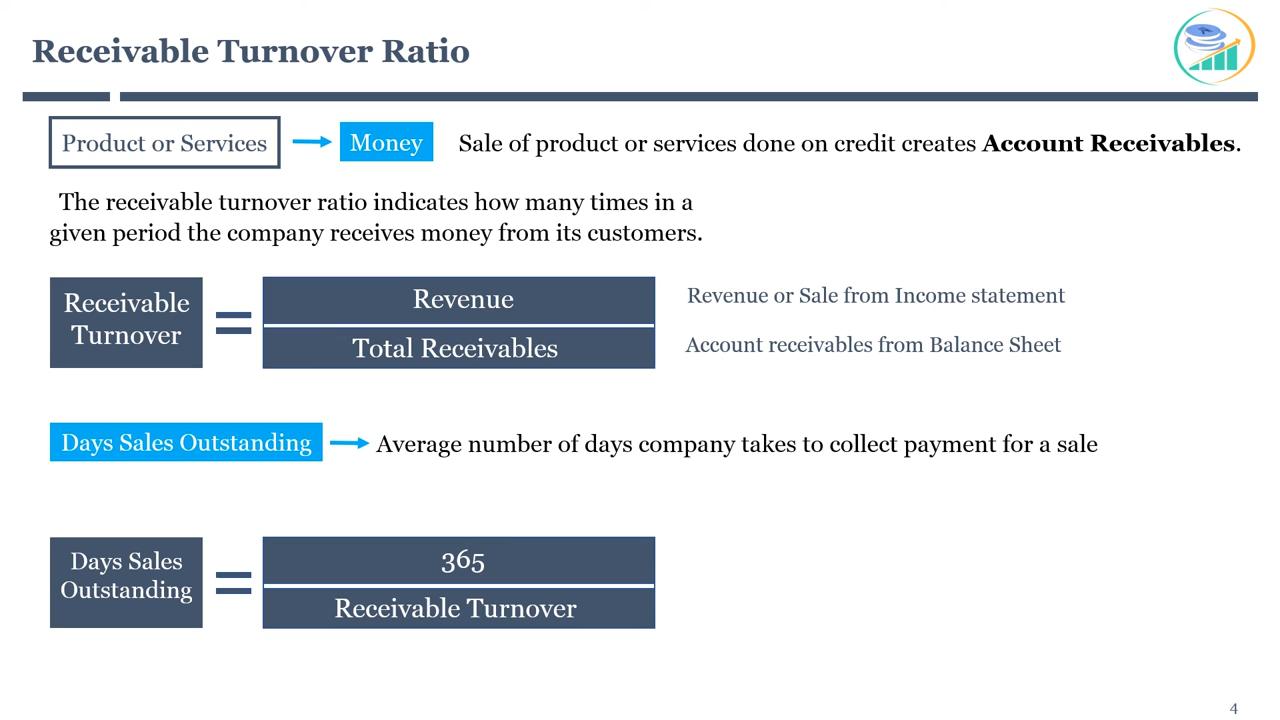 Receivable Turnover Ratio
Product or Services
Money
Sale of product or services done on credit creates Account Receivables.
The receivable turnover ratio indicates how many times in a
given period the company receives money from its customers.
Receivable
Turnover
=
Revenue
Total Receivables
Revenue or Sale from Income statement
Account receivables from Balance Sheet
Days Sales Outstanding
Average number of days company takes to collect payment for a sale
Days Sales
Outstanding
=
365
Receivable Turnover
4